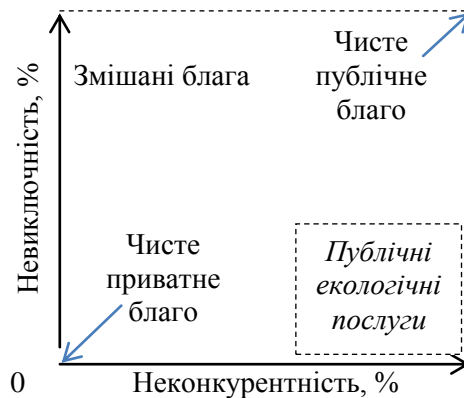 Невиключність, %
Змішані блага
Чисте
публічне
благо
Чисте
приватне
благо
Публічні
екологічні
послуги
0
Неконкурентність, %